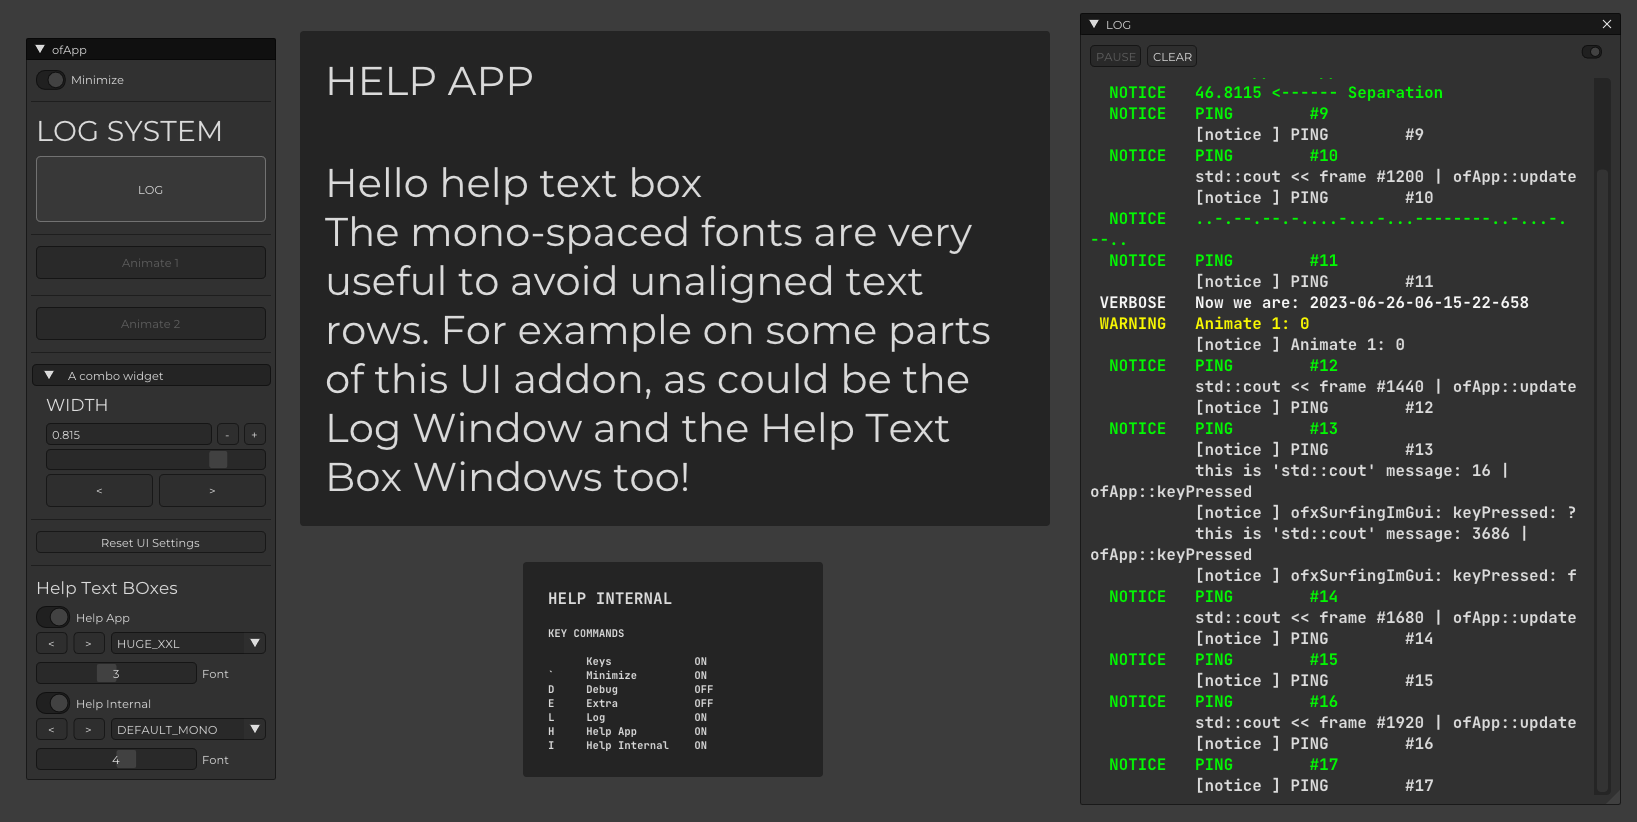 ofApp
Minimize
LOG SYSTEM
LOG
Animate 1
Animate 2
A combo widget
WIDTH
0.815 - +
< >
Reset UI Settings
Help Text BOxes
Help App
< > HUGE_XXL
3 Font
Help Internal
< > DEFAULT_MONO
4 Font
HELP APP
Hello help text box
The mono-spaced fonts are very
useful to avoid unaligned text
rows. For example on some parts
of this UI addon, as could be the
Log Window and the Help Text
Box Windows too!
HELP INTERNAL
KEY COMMANDS
Keys ON
` Minimize ON
D Debug OFF
E Extra OFF
L Log ON
H Help App ON
I Help Internal ON
LOG
PAUSE CLEAR
NOTICE 46.8115 <------ Separation
NOTICE PING #9
[notice ] PING #9
NOTICE PING #10
std::cout << frame #1200 | ofApp::update
[notice ] PING #10
NOTICE ..-.--.--.-....-...-...--------..-...-.
--..
NOTICE PING #11
[notice ] PING #11
VERBOSE Now we are: 2023-06-26-06-15-22-658
WARNING Animate 1: 0
[notice ] Animate 1: 0
NOTICE PING #12
std::cout << frame #1440 | ofApp::update
[notice ] PING #12
NOTICE PING #13
[notice ] PING #13
this is 'std::cout' message: 16 |
ofApp::keyPressed
[notice ] ofxSurfingImGui: keyPressed: ?
this is 'std::cout' message: 3686 |
ofApp::keyPressed
[notice ] ofxSurfingImGui: keyPressed: f
NOTICE PING #14
std::cout << frame #1680 | ofApp::update
[notice ] PING #14
NOTICE PING #15
[notice ] PING #15
NOTICE PING #16
std::cout << frame #1920 | ofApp::update
[notice ] PING #16
NOTICE PING #17
[notice ] PING #17